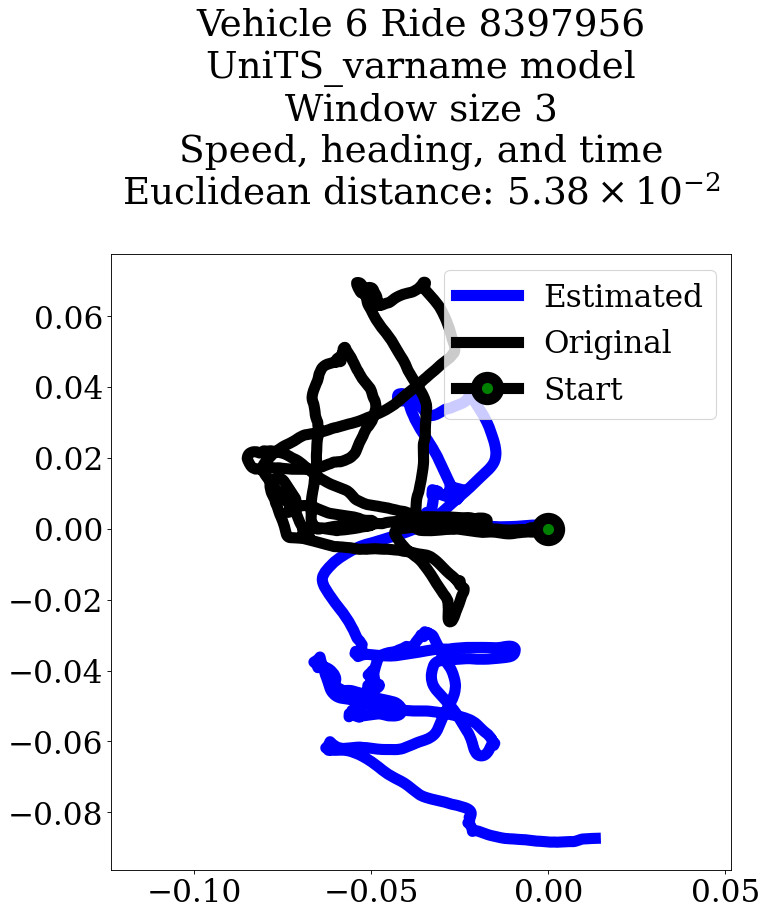 Vehicle 6 Ride 8397956
UniTS_varname model
Window size 3
Speed, heading, and time
Euclidean distance: 5.38 × 10⁻²
Estimated
Original
Start
0.06
0.04
0.02
0.00
−0.02
−0.04
−0.06
−0.08
−0.10 −0.05 0.00 0.05